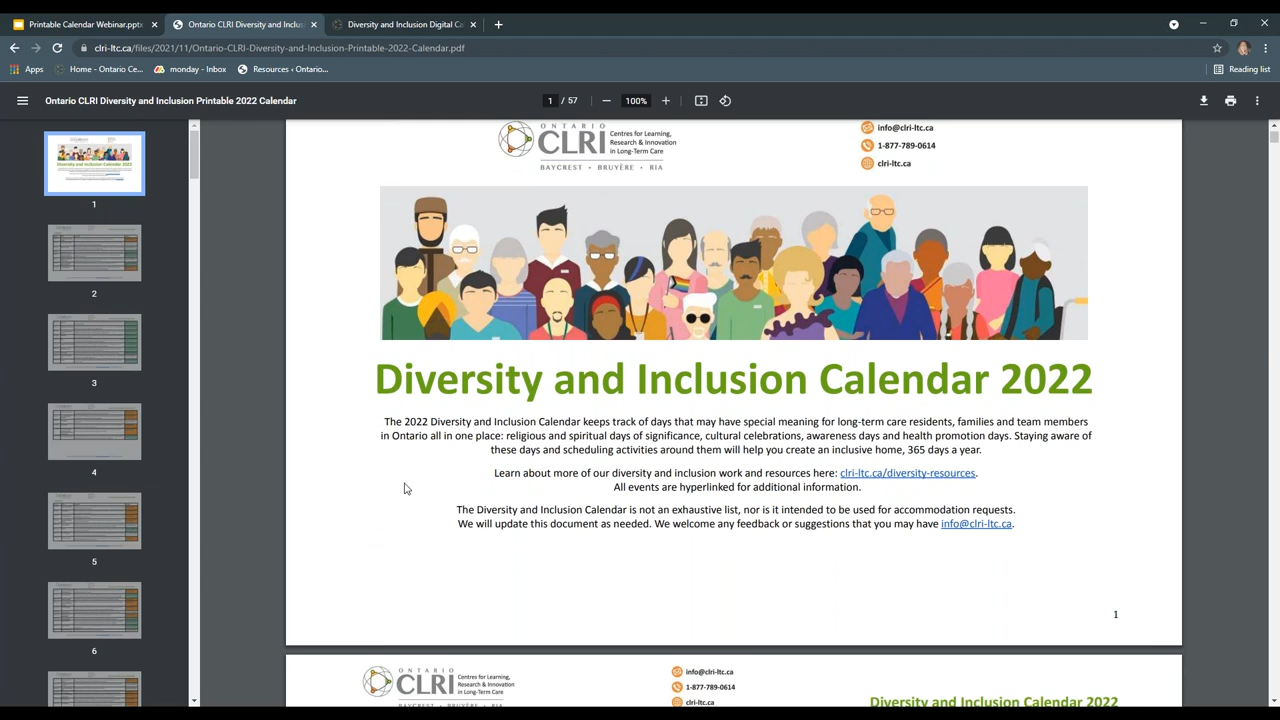 Printable Calendar Webinar.pptx
Ontario CLRI Diversity and Inclus
Diversity and Inclusion Digital Ca
clri-ltc.ca/files/2021/11/Ontario-CLRI-Diversity-and-Inclusion-Printable-2022-Calendar.pdf
Apps
Home - Ontario Ce...
monday - Inbox
Resources ‹ Ontario...
Reading list
Ontario CLRI Diversity and Inclusion Printable 2022 Calendar
1 / 57
100%
1
2
3
4
5
6
ONTARIO
CLRI
Centres for Learning,
Research & Innovation
in Long-Term Care
BAYCREST • BRUYÈRE • RIA
info@clri-ltc.ca
1-877-789-0614
clri-ltc.ca
Diversity and Inclusion Calendar 2022
The 2022 Diversity and Inclusion Calendar keeps track of days that may have special meaning for long-term care residents, families and team members
in Ontario all in one place: religious and spiritual days of significance, cultural celebrations, awareness days and health promotion days. Staying aware of
these days and scheduling activities around them will help you create an inclusive home, 365 days a year.
Learn about more of our diversity and inclusion work and resources here: clri-ltc.ca/diversity-resources.
All events are hyperlinked for additional information.
The Diversity and Inclusion Calendar is not an exhaustive list, nor is it intended to be used for accommodation requests.
We will update this document as needed. We welcome any feedback or suggestions that you may have info@clri-ltc.ca.
1
ONTARIO
CLRI
Centres for Learning,
Research & Innovation
in Long-Term Care
info@clri-ltc.ca
1-877-789-0614
clri-ltc.ca
Diversity and Inclusion Calendar 2022